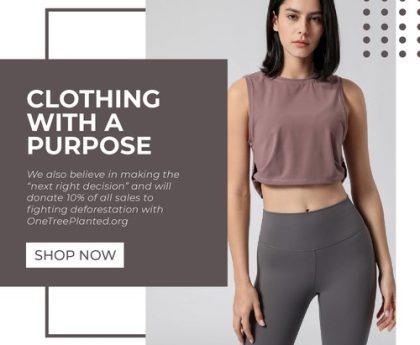 CLOTHING
WITH A
PURPOSE
We also believe in making the
“next right decision” and will
donate 10% of all sales to
fighting deforestation with
OneTreePlanted.org
SHOP NOW